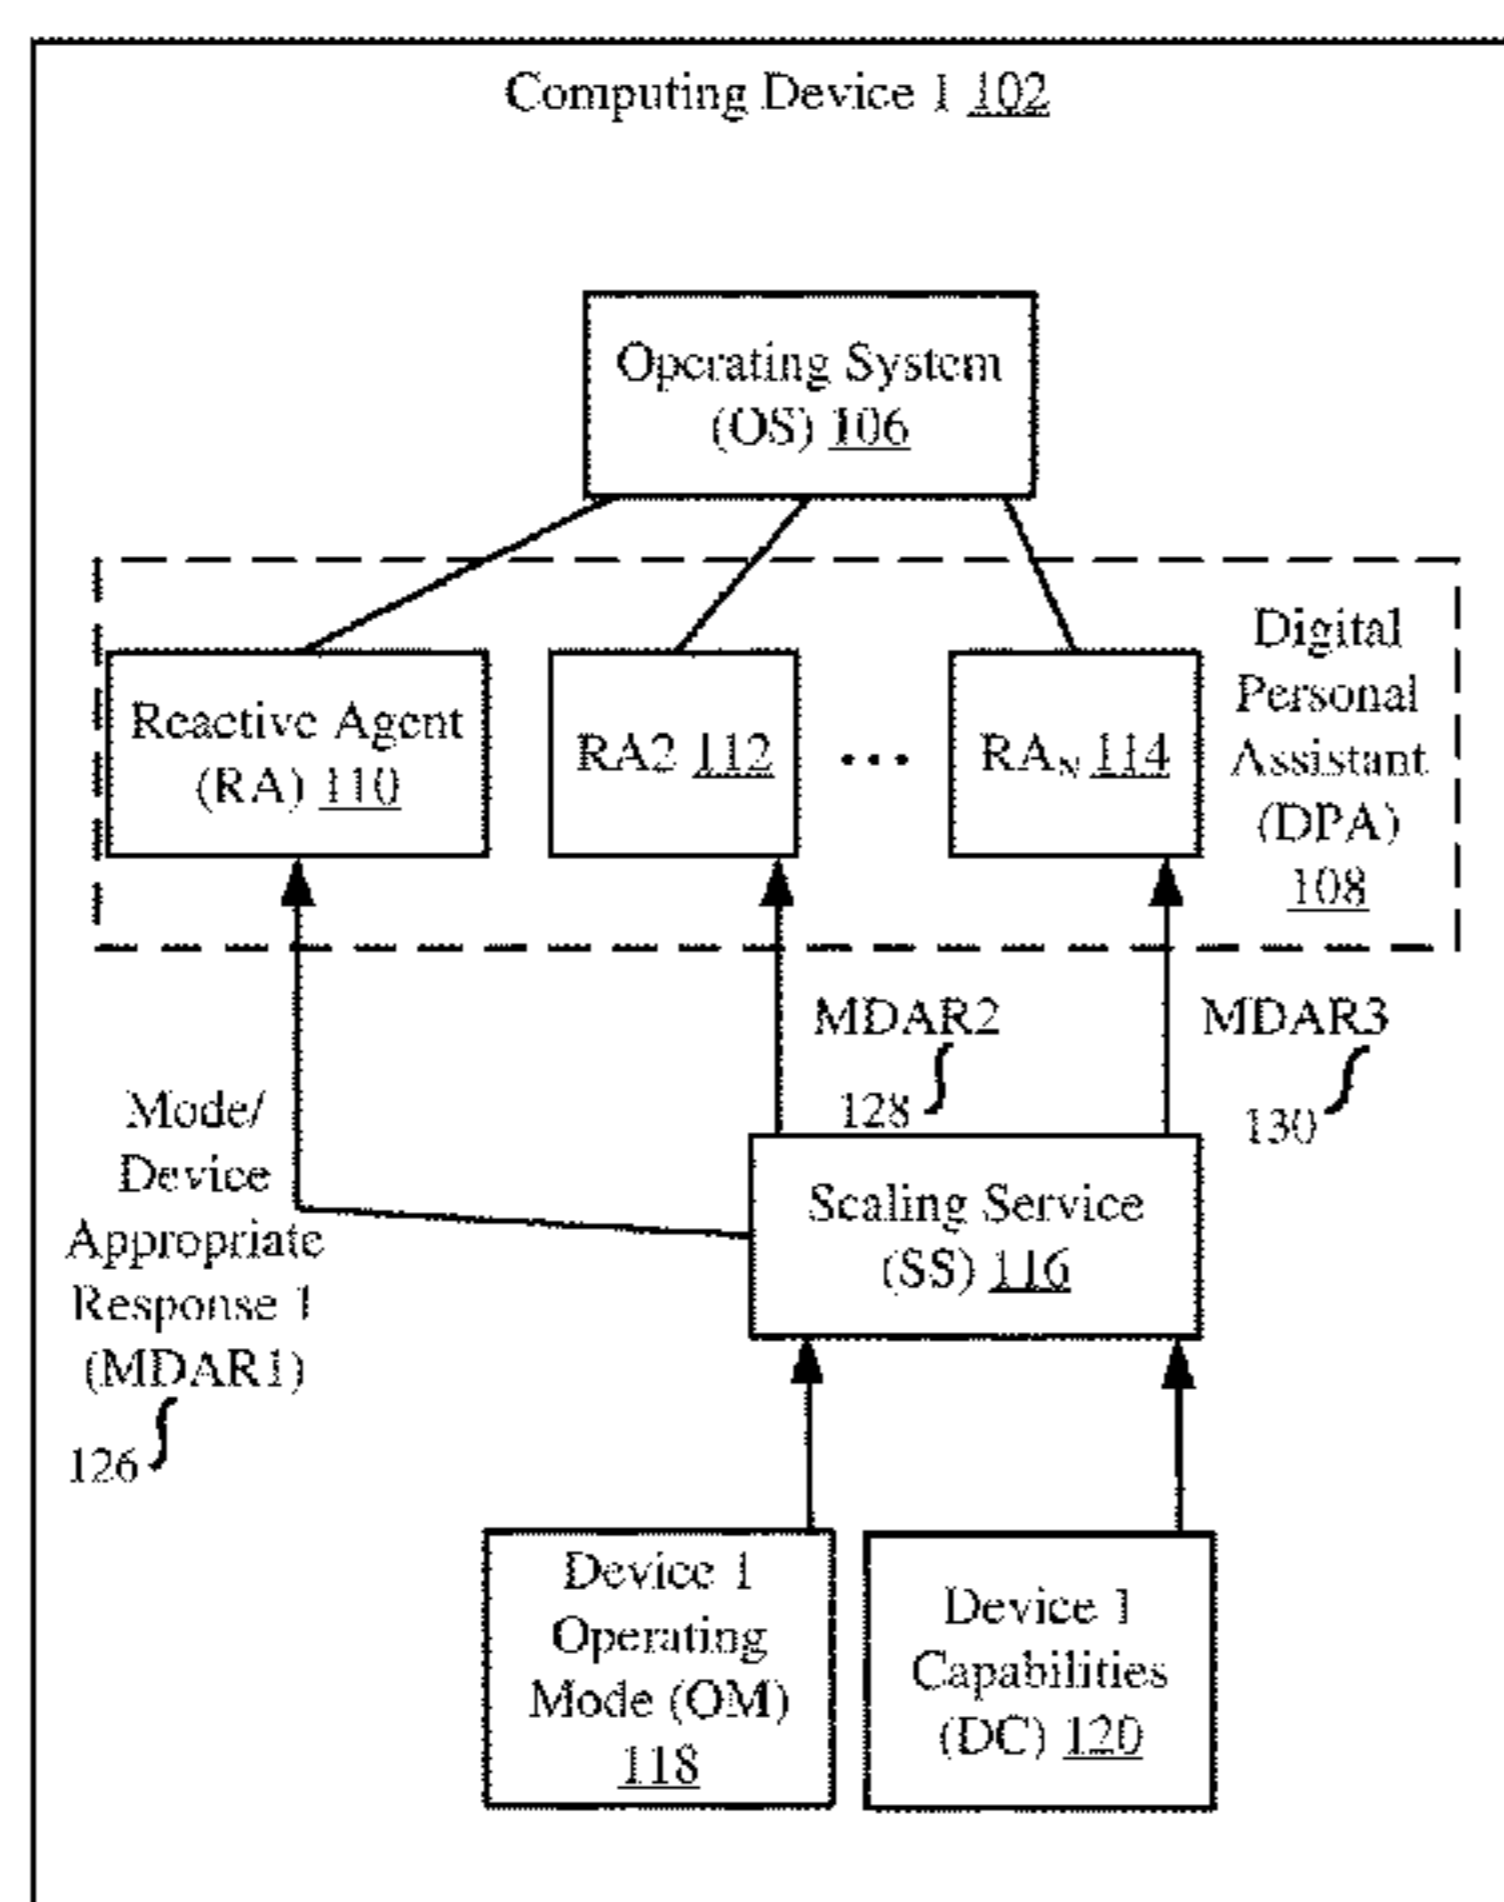 Computing Device 1 102
Operating System
(OS) 106
Digital
Personal
Assistant
(DPA)
108
Reactive Agent
(RA) 110
RA2 112
•••
RAN 114
MDAR2
128
MDAR3
130
Mode/
Device
Appropriate
Response 1
(MDAR1)
126
Scaling Service
(SS) 116
Device 1
Operating
Mode (OM)
118
Device 1
Capabilities
(DC) 120